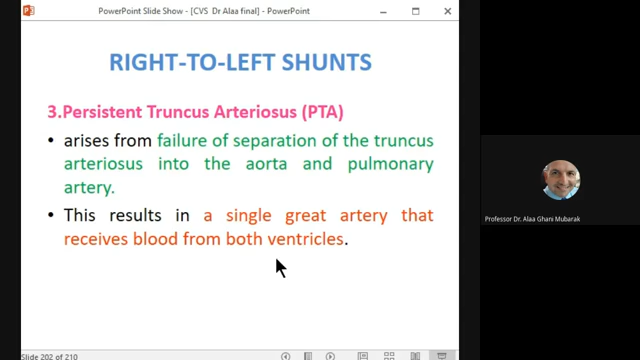 PowerPoint Slide Show - [CVS Dr Alaa final] - PowerPoint
RIGHT-TO-LEFT SHUNTS
3.Persistent Truncus Arteriosus (PTA)
• arises from failure of separation of the truncus
arteriosus into the aorta and pulmonary
artery.
• This results in a single great artery that
receives blood from both ventricles.
Professor Dr. Alaa Ghani Mubarak
Slide 202 of 210